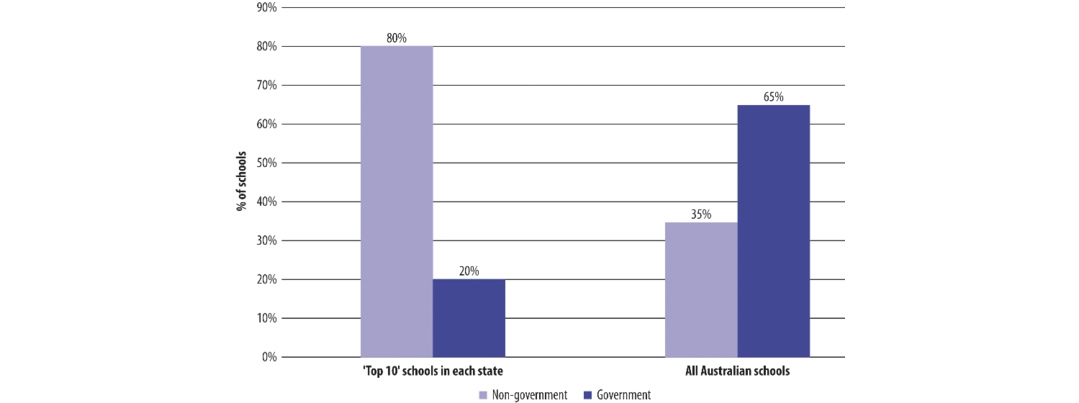 % of schools
90%
80%
70%
60%
50%
40%
30%
20%
10%
0%
80%
20%
35%
65%
'Top 10' schools in each state
All Australian schools
Non-government
Government